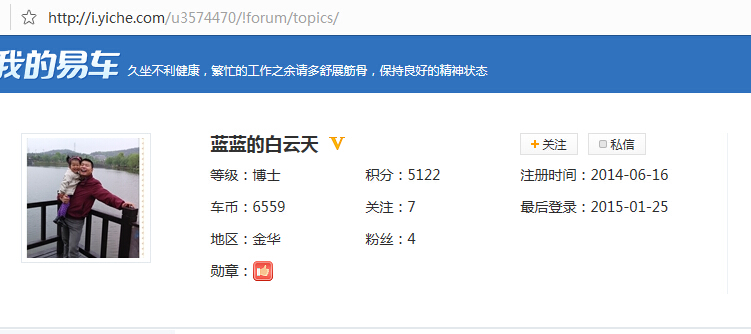 http://i.yiche.com/u3574470/!forum/topics/
我的易车 久坐不利健康，繁忙的工作之余请多舒展筋骨，保持良好的精神状态
蓝蓝的白云天 V 关注 私信
等级：博士 积分：5122 注册时间：2014-06-16
车币：6559 关注：7 最后登录：2015-01-25
地区：金华 粉丝：4
勋章：